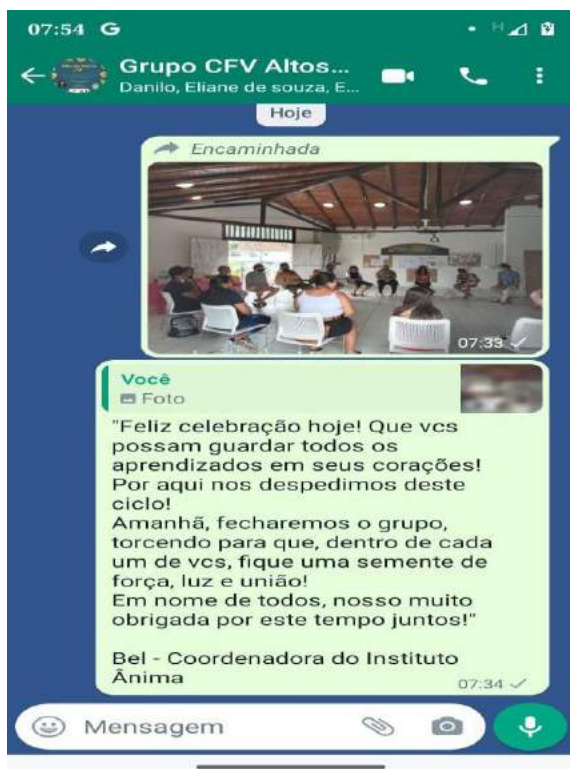 07:54 G
Grupo CFV Altos...
Danilo, Eliane de souza, E...
Hoje
Encaminhada
07:33
Você
Foto
"Feliz celebração hoje! Que vcs
possam guardar todos os
aprendizados em seus corações!
Por aqui nos despedimos deste
ciclo!
Amanhã, fecharemos o grupo,
torcendo para que, dentro de cada
um de vcs, fique uma semente de
força, luz e união!
Em nome de todos, nosso muito
obrigada por este tempo juntos!"
Bel - Coordenadora do Instituto
Ânima
07:34
Mensagem